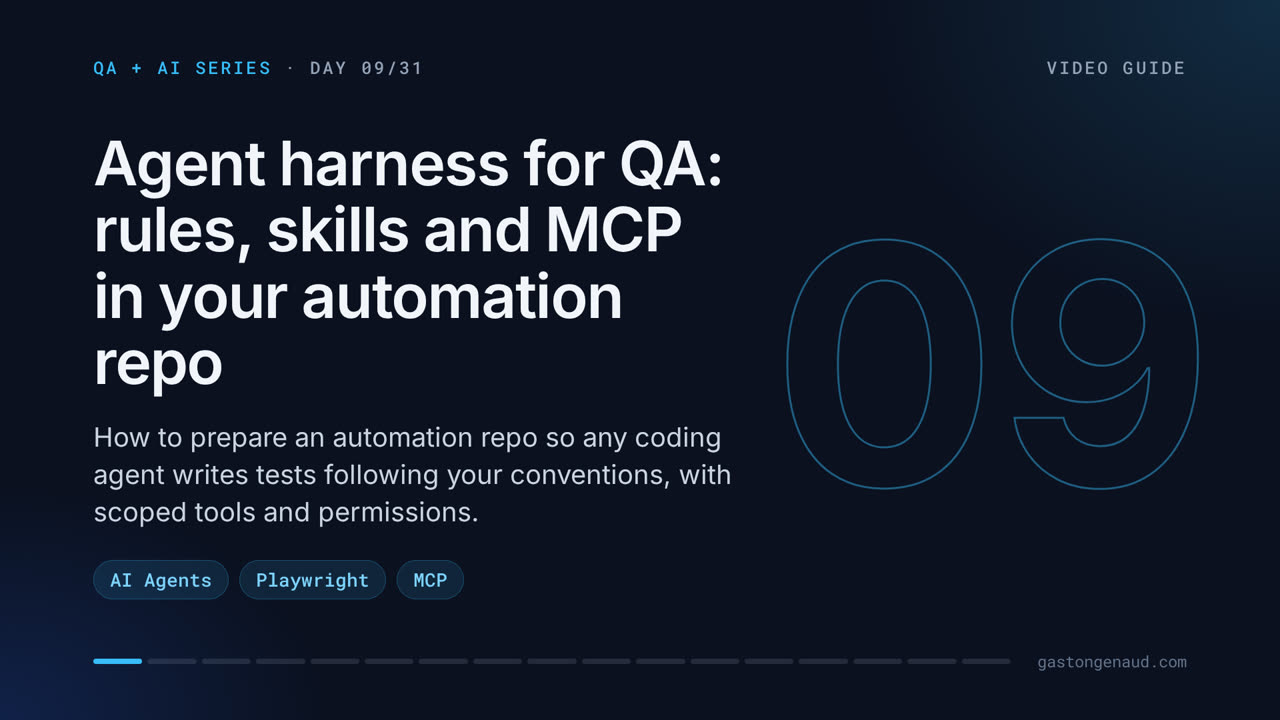 QA + AI SERIES · DAY 09/31
VIDEO GUIDE
Agent harness for QA:
rules, skills and MCP
in your automation
repo
09
How to prepare an automation repo so any coding
agent writes tests following your conventions, with
scoped tools and permissions.
AI Agents
Playwright
MCP
gastongenaud.com